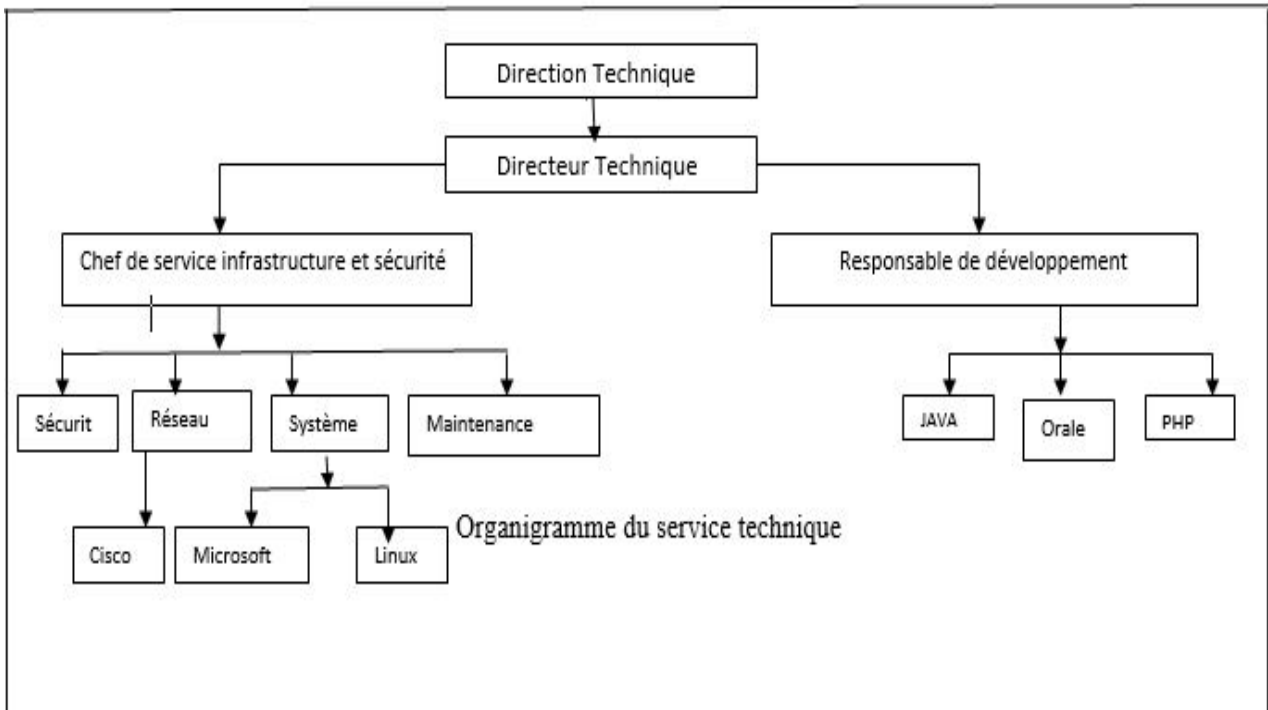 Direction Technique
Directeur Technique
Chef de service infrastructure et sécurité
Responsable de développement
Sécurit
Réseau
Système
Maintenance
JAVA
Orale
PHP
Cisco
Microsoft
Linux
Organigramme du service technique